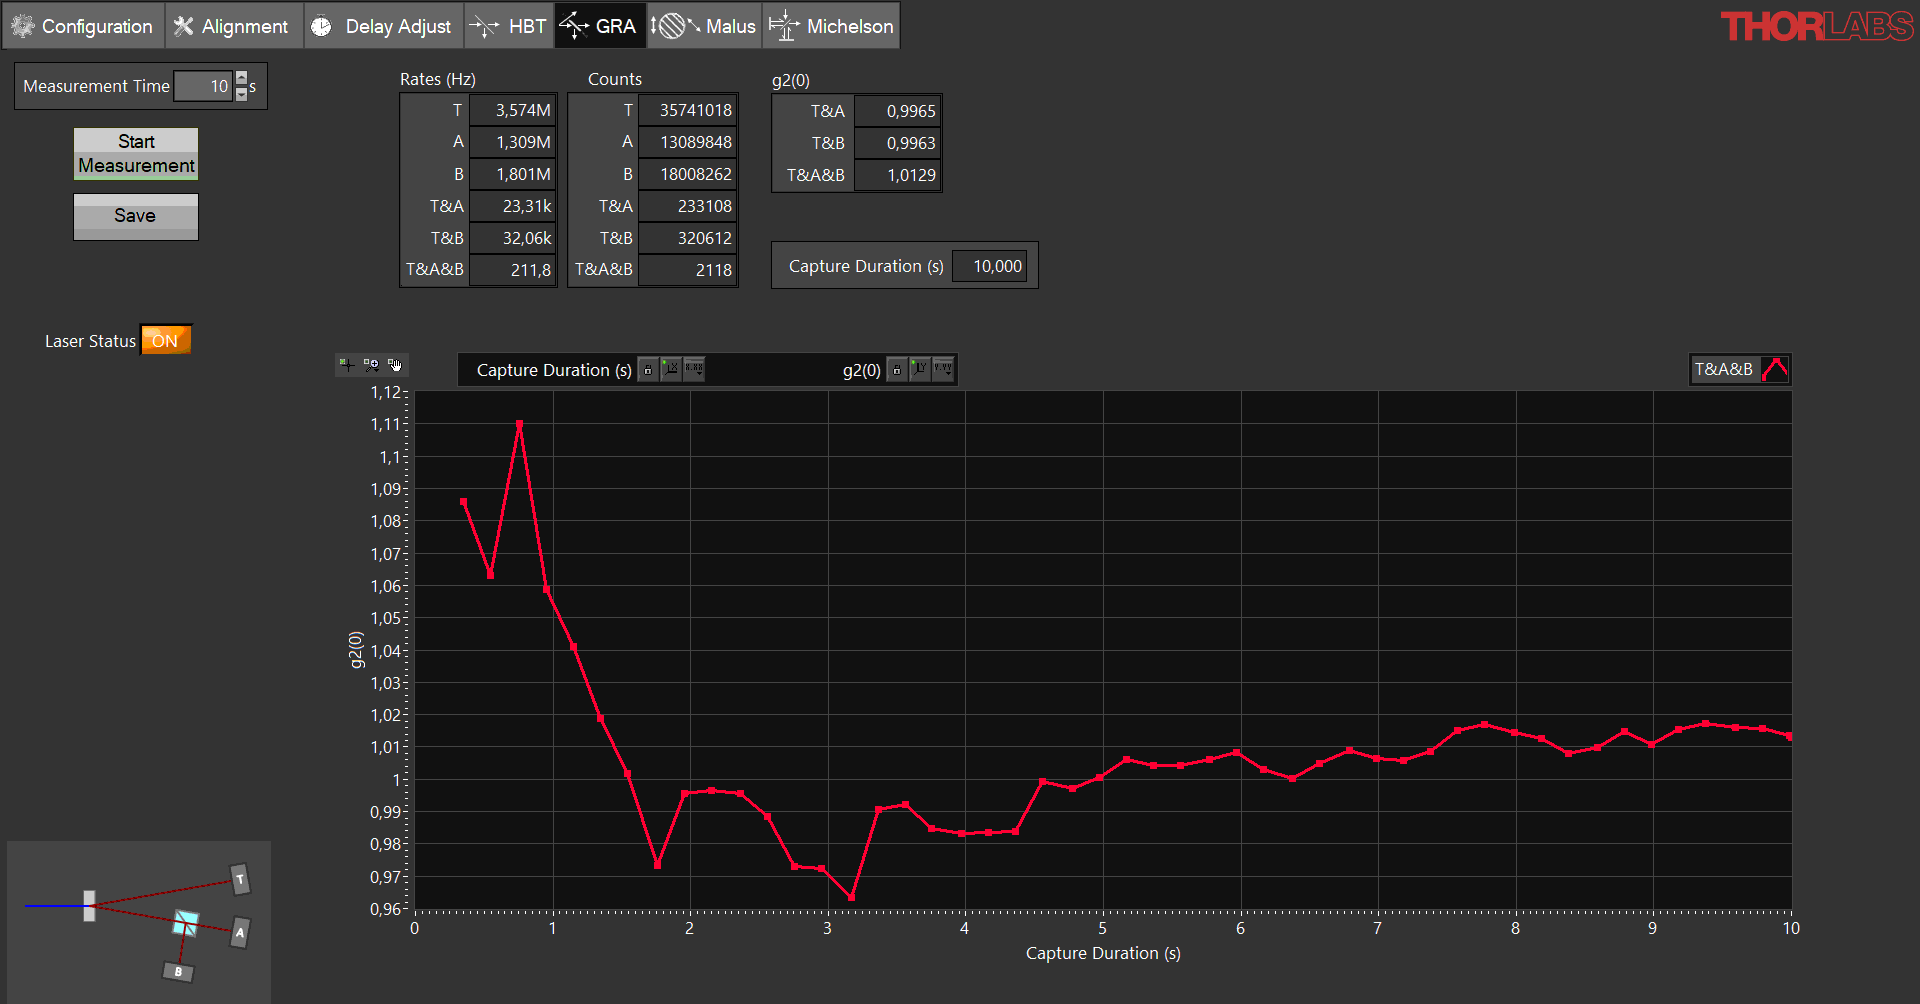 Configuration
Alignment
Delay Adjust
HBT
GRA
Malus
Michelson
THORLABS
Measurement Time 10 s
Start
Measurement
Save
Laser Status ON
Rates (Hz)
T 3,574M
A 1,309M
B 1,801M
T&A 23,31k
T&B 32,06k
T&A&B 211,8
Counts
T 35741018
A 13089848
B 18008262
T&A 233108
T&B 320612
T&A&B 2118
g2(0)
T&A 0,9965
T&B 0,9963
T&A&B 1,0129
Capture Duration (s) 10,000
Capture Duration (s)
g2(0)
T&A&B
1,12
1,11
1,1
1,09
1,08
1,07
1,06
1,05
1,04
1,03
1,02
1,01
1
0,99
0,98
0,97
0,96
g2(0)
0 1 2 3 4 5 6 7 8 9 10
Capture Duration (s)
T
A
B